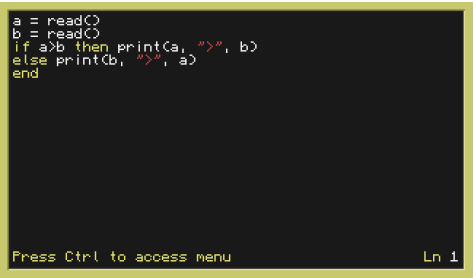 a = read()
b = read()
if a>b then print(a, ">", b)
else print(b, ">", a)
end
Press Ctrl to access menu
Ln 1